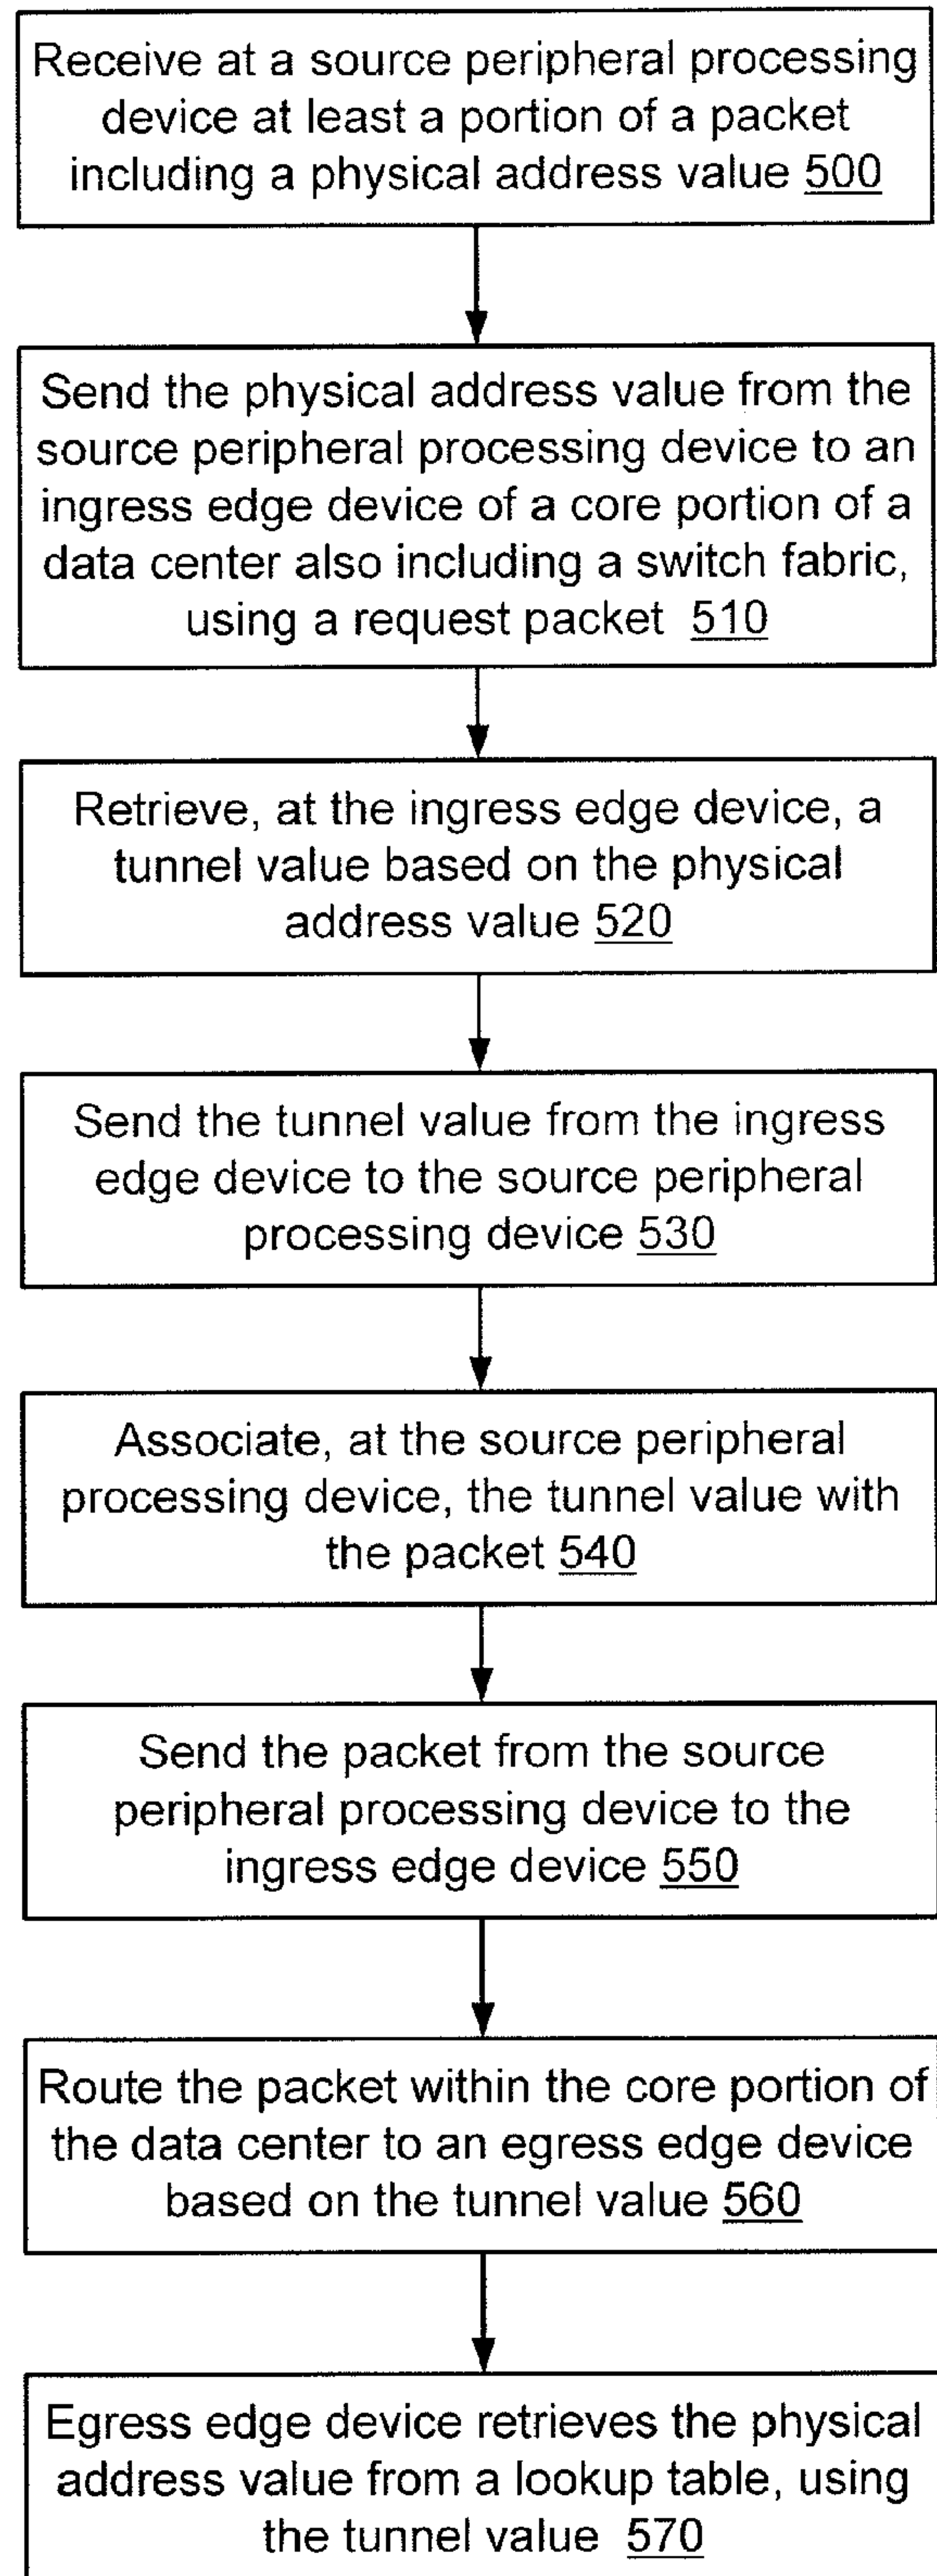 Receive at a source peripheral processing
device at least a portion of a packet
including a physical address value 500
Send the physical address value from the
source peripheral processing device to an
ingress edge device of a core portion of a
data center also including a switch fabric,
using a request packet 510
Retrieve, at the ingress edge device, a
tunnel value based on the physical
address value 520
Send the tunnel value from the ingress
edge device to the source peripheral
processing device 530
Associate, at the source peripheral
processing device, the tunnel value with
the packet 540
Send the packet from the source
peripheral processing device to the
ingress edge device 550
Route the packet within the core portion of
the data center to an egress edge device
based on the tunnel value 560
Egress edge device retrieves the physical
address value from a lookup table, using
the tunnel value 570